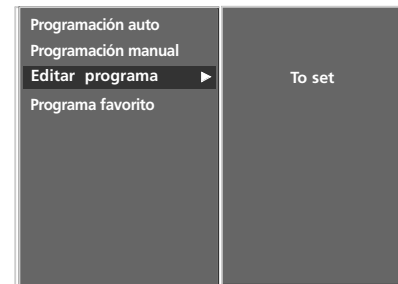 Programación auto
Programación manual
Editar programa ▶
To set
Programa favorito